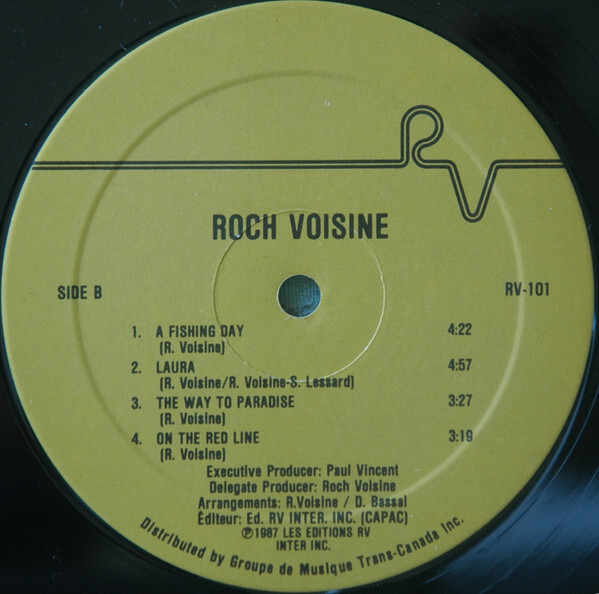 RV
ROCH VOISINE
SIDE B
RV-101
1. A FISHING DAY 4:22
(R. Voisine)
2. LAURA 4:57
(R. Voisine/R. Voisine-S. Lessard)
3. THE WAY TO PARADISE 3:27
(R. Voisine)
4. ON THE RED LINE 3:19
(R. Voisine)
Executive Producer: Paul Vincent
Delegate Producer: Roch Voisine
Arrangements: R.Voisine / D. Bassal
Éditeur: Ed. RV INTER. INC. (CAPAC)
℗1987 LES EDITIONS RV
INTER INC.
Distributed by Groupe de Musique Trans-Canada Inc.